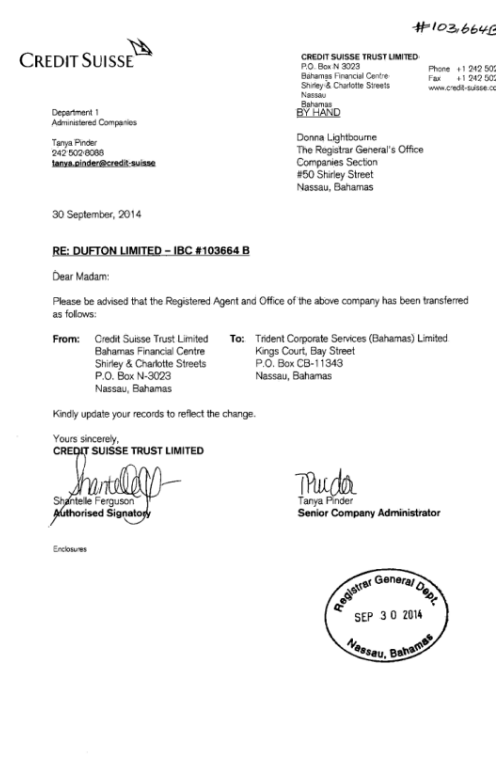 #103,664B
CREDIT SUISSE
CREDIT SUISSE TRUST LIMITED
P.O. Box N 3023
Bahamas Financial Centre
Shirley & Charlotte Streets
Nassau
Bahamas
BY HAND
Phone +1 242 502
Fax +1 242 502
www.credit-suisse.co
Department 1
Administered Companies
Tanya Pinder
242-502-8088
tanya.pinder@credit-suisse
Donna Lightbourne
The Registrar General's Office
Companies Section
#50 Shirley Street
Nassau, Bahamas
30 September, 2014
RE: DUFTON LIMITED – IBC #103664 B
Dear Madam:
Please be advised that the Registered Agent and Office of the above company has been transferred
as follows:
From: Credit Suisse Trust Limited
Bahamas Financial Centre
Shirley & Charlotte Streets
P.O. Box N-3023
Nassau, Bahamas
To: Trident Corporate Services (Bahamas) Limited
Kings Court, Bay Street
P.O. Box CB-11343
Nassau, Bahamas
Kindly update your records to reflect the change.
Yours sincerely,
CREDIT SUISSE TRUST LIMITED
Shantelle Ferguson
Authorised Signatory
Tanya Pinder
Senior Company Administrator
Enclosures
Registrar General Dept.
SEP 30 2014
Nassau, Bahamas